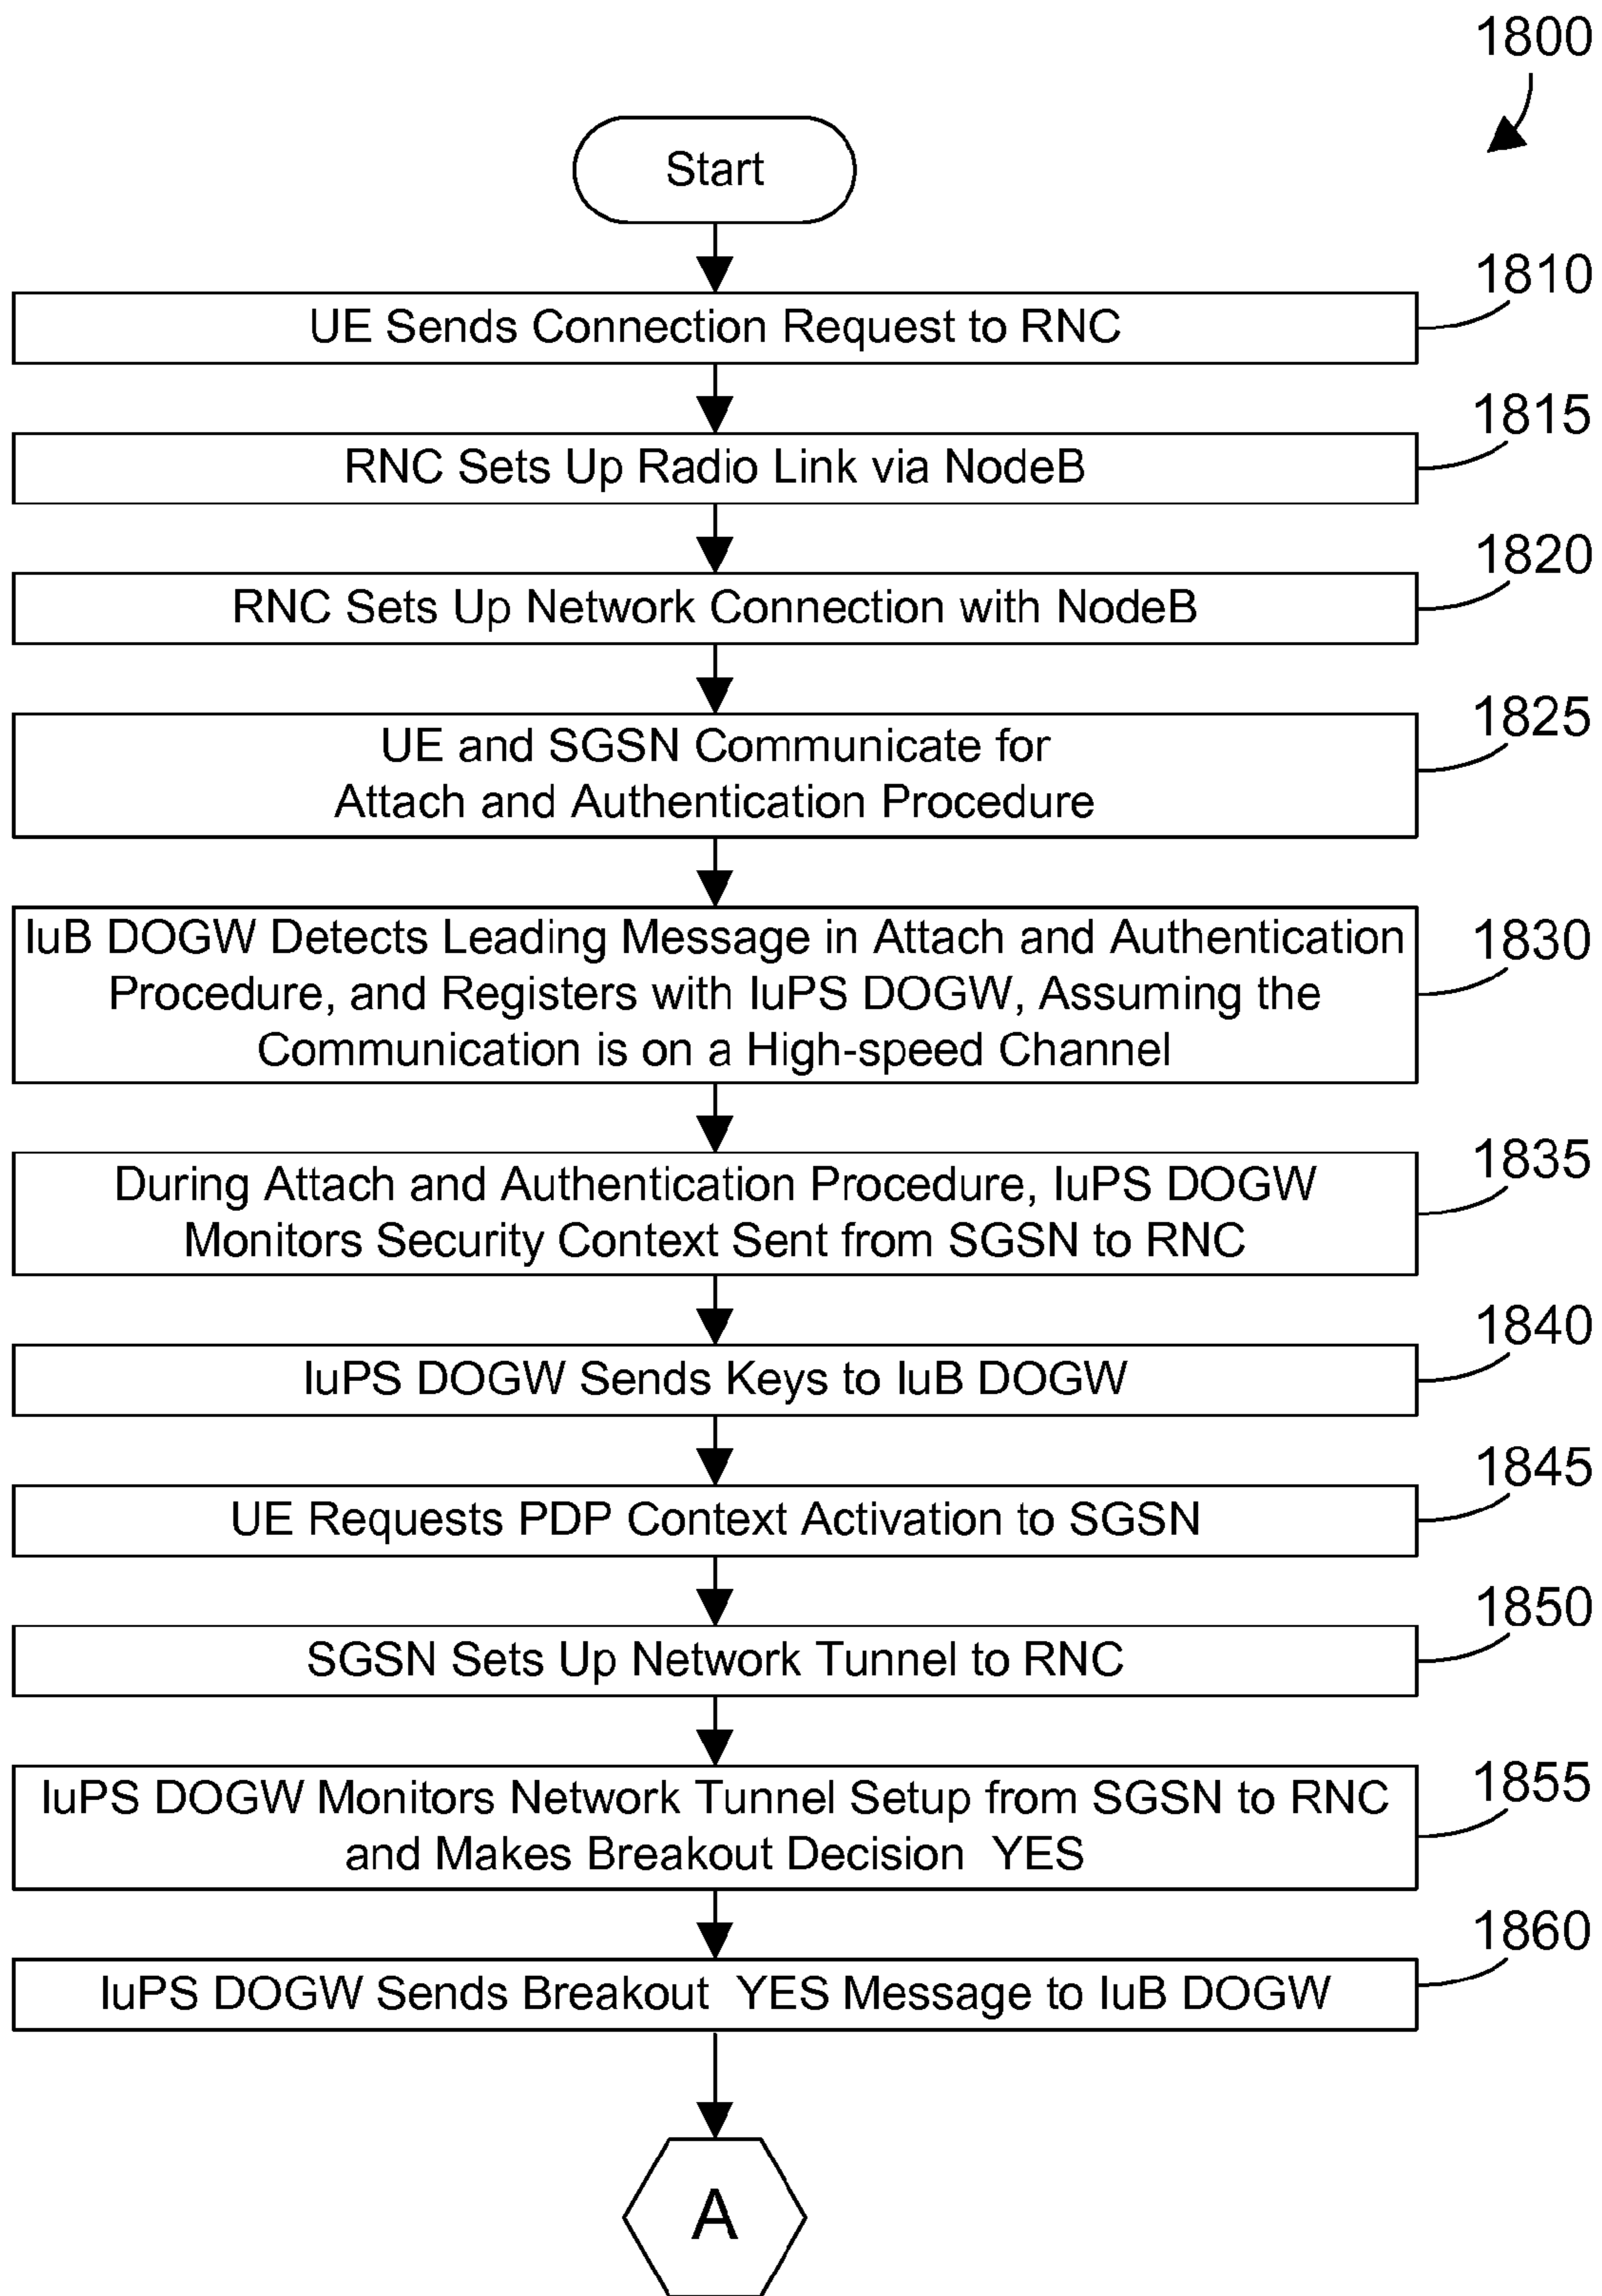 1800
Start
1810
UE Sends Connection Request to RNC
1815
RNC Sets Up Radio Link via NodeB
1820
RNC Sets Up Network Connection with NodeB
1825
UE and SGSN Communicate for
Attach and Authentication Procedure
1830
IuB DOGW Detects Leading Message in Attach and Authentication
Procedure, and Registers with IuPS DOGW, Assuming the
Communication is on a High-speed Channel
1835
During Attach and Authentication Procedure, IuPS DOGW
Monitors Security Context Sent from SGSN to RNC
1840
IuPS DOGW Sends Keys to IuB DOGW
1845
UE Requests PDP Context Activation to SGSN
1850
SGSN Sets Up Network Tunnel to RNC
1855
IuPS DOGW Monitors Network Tunnel Setup from SGSN to RNC
and Makes Breakout Decision YES
1860
IuPS DOGW Sends Breakout YES Message to IuB DOGW
A